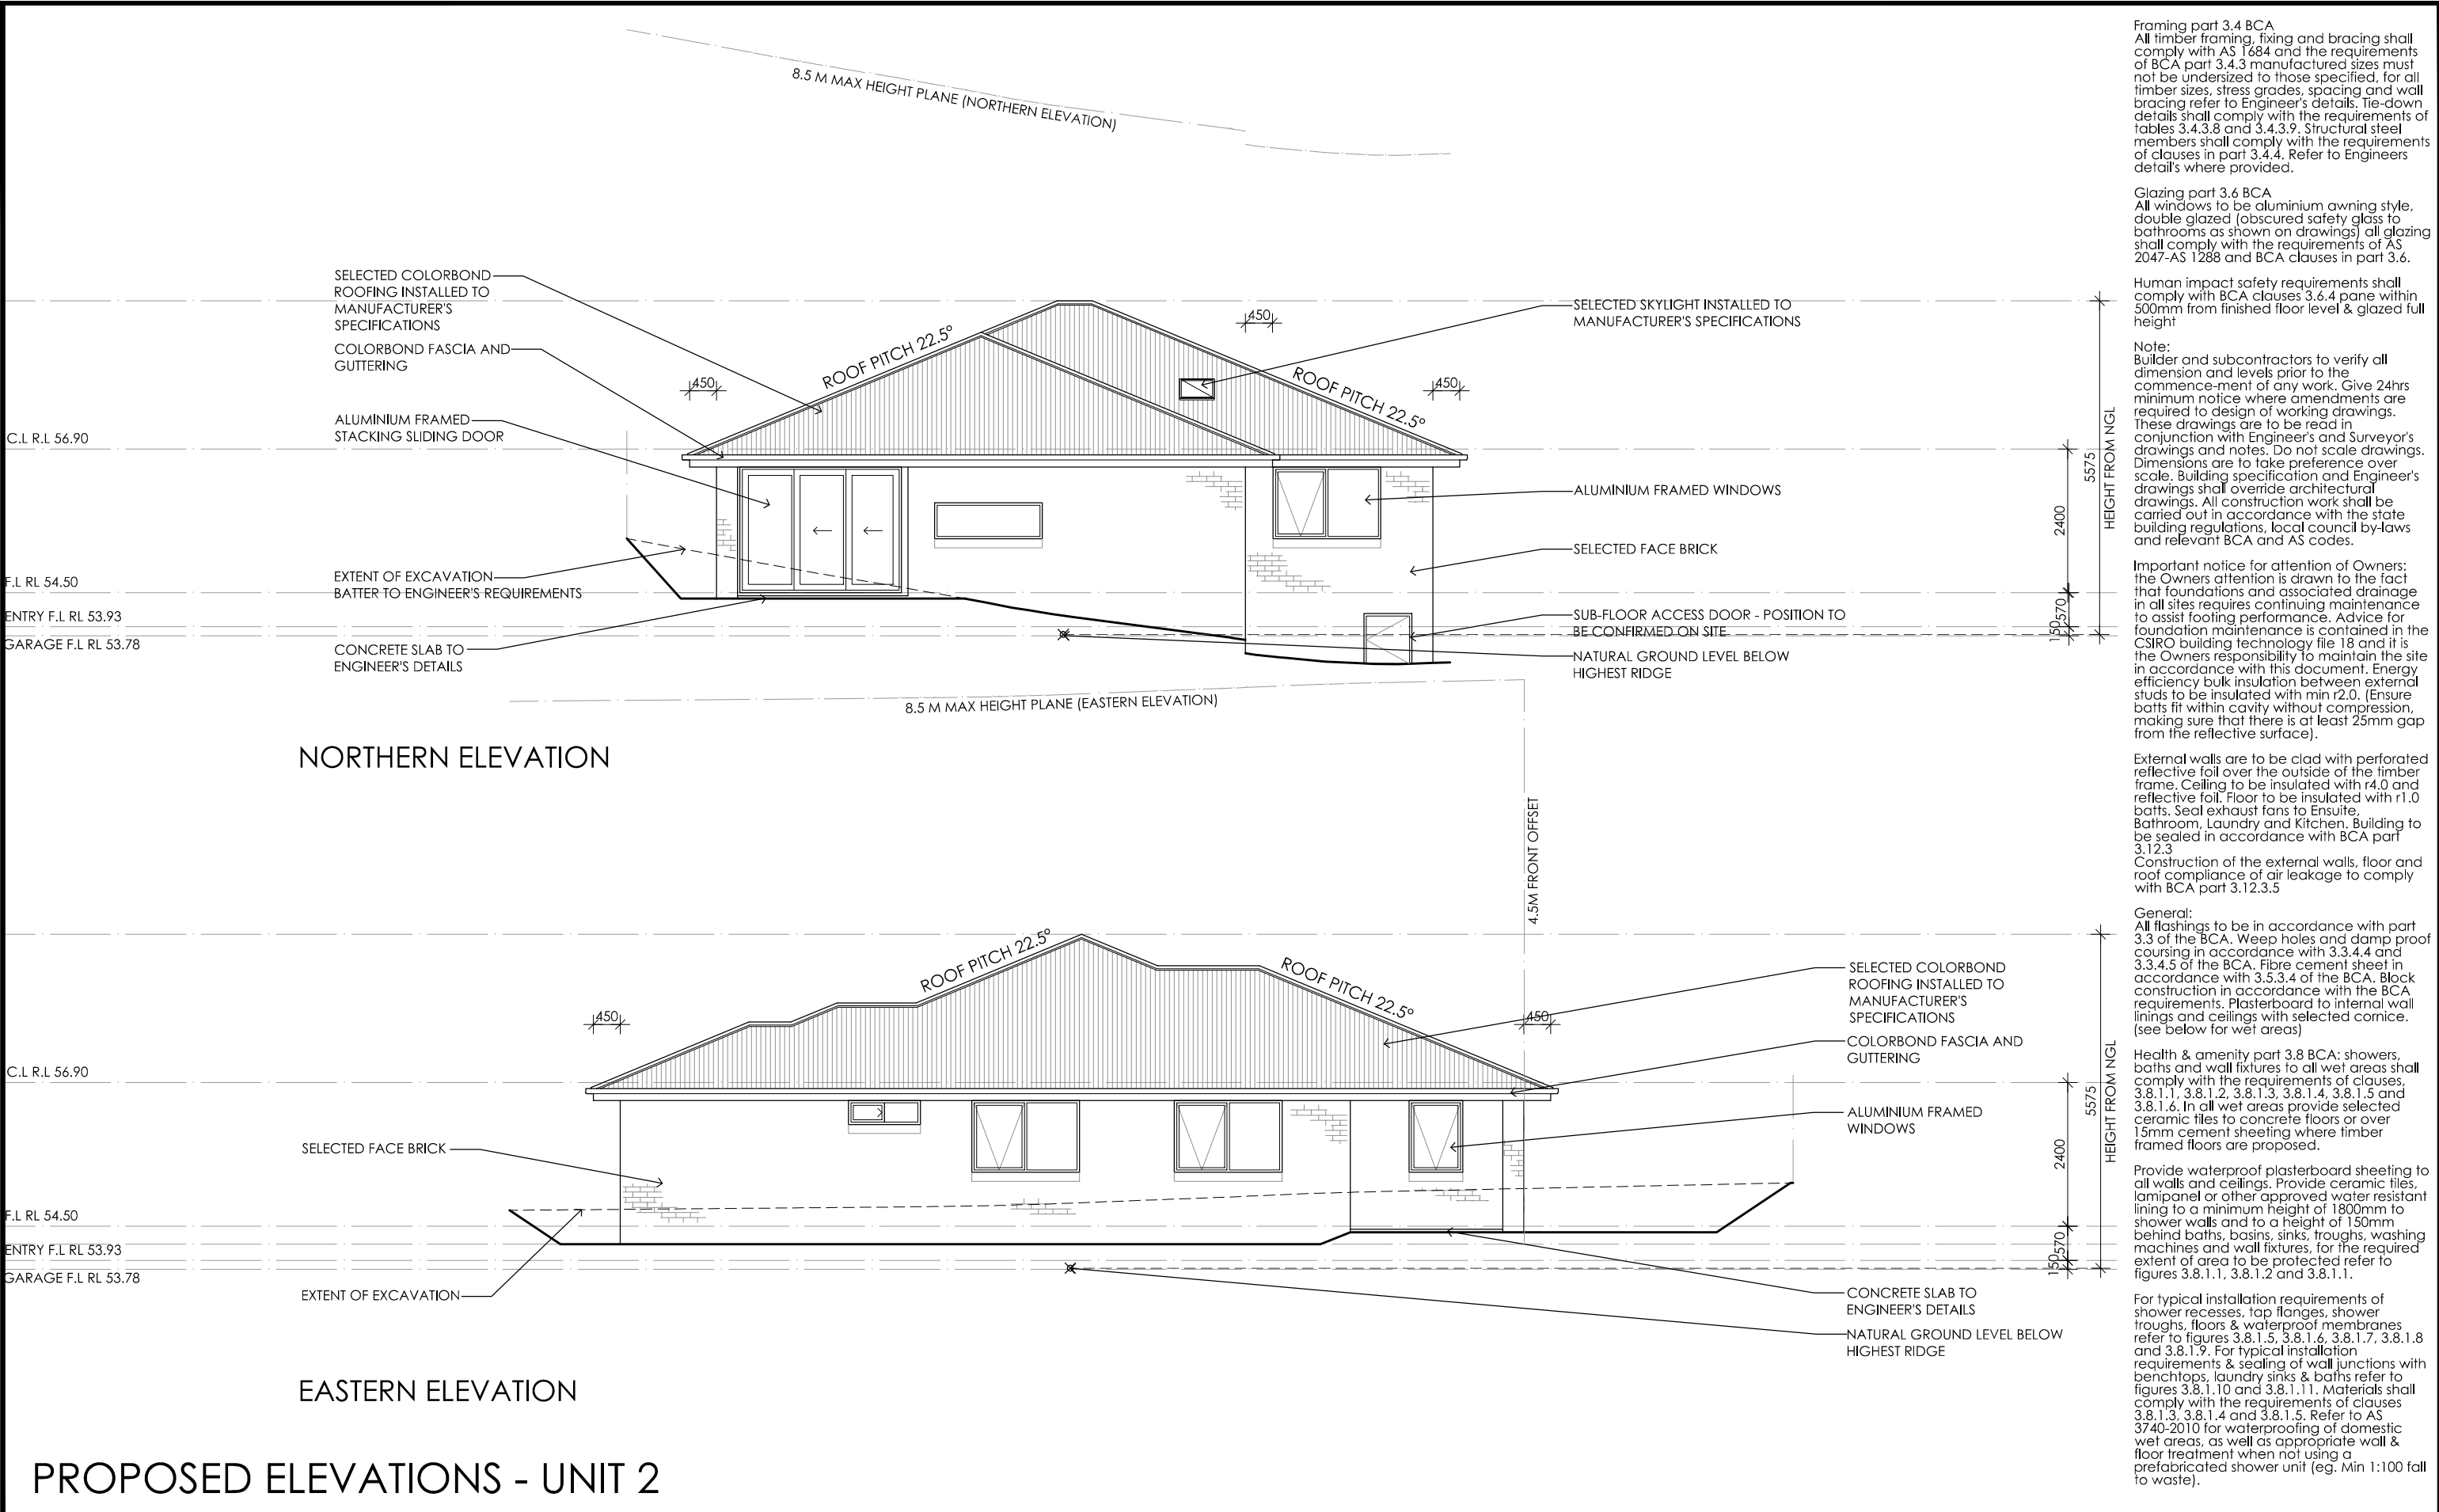 8.5 M MAX HEIGHT PLANE (NORTHERN ELEVATION)
SELECTED COLORBOND
ROOFING INSTALLED TO
MANUFACTURER'S
SPECIFICATIONS
COLORBOND FASCIA AND
GUTTERING
ALUMINIUM FRAMED
STACKING SLIDING DOOR
EXTENT OF EXCAVATION
BATTER TO ENGINEER'S REQUIREMENTS
CONCRETE SLAB TO
ENGINEER'S DETAILS
C.L R.L 56.90
F.L RL 54.50
ENTRY F.L RL 53.93
GARAGE F.L RL 53.78
450
ROOF PITCH 22.5°
450
ROOF PITCH 22.5°
450
SELECTED SKYLIGHT INSTALLED TO
MANUFACTURER'S SPECIFICATIONS
ALUMINIUM FRAMED WINDOWS
SELECTED FACE BRICK
SUB-FLOOR ACCESS DOOR - POSITION TO
BE CONFIRMED ON SITE
NATURAL GROUND LEVEL BELOW
HIGHEST RIDGE
2400
570
150
5575
HEIGHT FROM NGL
NORTHERN ELEVATION
8.5 M MAX HEIGHT PLANE (EASTERN ELEVATION)
4.5M FRONT OFFSET
C.L R.L 56.90
F.L RL 54.50
ENTRY F.L RL 53.93
GARAGE F.L RL 53.78
450
ROOF PITCH 22.5°
ROOF PITCH 22.5°
450
SELECTED FACE BRICK
EXTENT OF EXCAVATION
SELECTED COLORBOND
ROOFING INSTALLED TO
MANUFACTURER'S
SPECIFICATIONS
COLORBOND FASCIA AND
GUTTERING
ALUMINIUM FRAMED
WINDOWS
CONCRETE SLAB TO
ENGINEER'S DETAILS
NATURAL GROUND LEVEL BELOW
HIGHEST RIDGE
2400
570
150
5575
HEIGHT FROM NGL
EASTERN ELEVATION
PROPOSED ELEVATIONS - UNIT 2
Framing part 3.4 BCA
All timber framing, fixing and bracing shall
comply with AS 1684 and the requirements
of BCA part 3.4.3 manufactured sizes must
not be undersized to those specified, for all
timber sizes, stress grades, spacing and wall
bracing refer to Engineer's details. Tie-down
details shall comply with the requirements of
tables 3.4.3.8 and 3.4.3.9. Structural steel
members shall comply with the requirements
of clauses in part 3.4.4. Refer to Engineers
detail's where provided.
Glazing part 3.6 BCA
All windows to be aluminium awning style,
double glazed (obscured safety glass to
bathrooms as shown on drawings) all glazing
shall comply with the requirements of AS
2047-AS 1288 and BCA clauses in part 3.6.
Human impact safety requirements shall
comply with BCA clauses 3.6.4 pane within
500mm from finished floor level & glazed full
height
Note:
Builder and subcontractors to verify all
dimension and levels prior to the
commence-ment of any work. Give 24hrs
minimum notice where amendments are
required to design of working drawings.
These drawings are to be read in
conjunction with Engineer's and Surveyor's
drawings and notes. Do not scale drawings.
Dimensions are to take preference over
scale. Building specification and Engineer's
drawings shall override architectural
drawings. All construction work shall be
carried out in accordance with the state
building regulations, local council by-laws
and relevant BCA and AS codes.
Important notice for attention of Owners:
the Owners attention is drawn to the fact
that foundations and associated drainage
in all sites requires continuing maintenance
to assist footing performance. Advice for
foundation maintenance is contained in the
CSIRO building technology file 18 and it is
the Owners responsibility to maintain the site
in accordance with this document. Energy
efficiency bulk insulation between external
studs to be insulated with min r2.0. (Ensure
batts fit within cavity without compression,
making sure that there is at least 25mm gap
from the reflective surface).
External walls are to be clad with perforated
reflective foil over the outside of the timber
frame. Ceiling to be insulated with r4.0 and
reflective foil. Floor to be insulated with r1.0
batts. Seal exhaust fans to Ensuite,
Bathroom, Laundry and Kitchen. Building to
be sealed in accordance with BCA part
3.12.3
Construction of the external walls, floor and
roof compliance of air leakage to comply
with BCA part 3.12.3.5
General:
All flashings to be in accordance with part
3.3 of the BCA. Weep holes and damp proof
coursing in accordance with 3.3.4.4 and
3.3.4.5 of the BCA. Fibre cement sheet in
accordance with 3.5.3.4 of the BCA. Block
construction in accordance with the BCA
requirements. Plasterboard to internal wall
linings and ceilings with selected cornice.
(see below for wet areas)
Health & amenity part 3.8 BCA: showers,
baths and wall fixtures to all wet areas shall
comply with the requirements of clauses,
3.8.1.1, 3.8.1.2, 3.8.1.3, 3.8.1.4, 3.8.1.5 and
3.8.1.6. In all wet areas provide selected
ceramic tiles to concrete floors or over
15mm cement sheeting where timber
framed floors are proposed.
Provide waterproof plasterboard sheeting to
all walls and ceilings. Provide ceramic tiles,
lamipanel or other approved water resistant
lining to a minimum height of 1800mm to
shower walls and to a height of 150mm
behind baths, basins, sinks, troughs, washing
machines and wall fixtures, for the required
extent of area to be protected refer to
figures 3.8.1.1, 3.8.1.2 and 3.8.1.1.
For typical installation requirements of
shower recesses, tap flanges, shower
troughs, floors & waterproof membranes
refer to figures 3.8.1.5, 3.8.1.6, 3.8.1.7, 3.8.1.8
and 3.8.1.9. For typical installation
requirements & sealing of wall junctions with
benchtops, laundry sinks & baths refer to
figures 3.8.1.10 and 3.8.1.11. Materials shall
comply with the requirements of clauses
3.8.1.3, 3.8.1.4 and 3.8.1.5. Refer to AS
3740-2010 for waterproofing of domestic
wet areas, as well as appropriate wall &
floor treatment when not using a
prefabricated shower unit (eg. Min 1:100 fall
to waste).